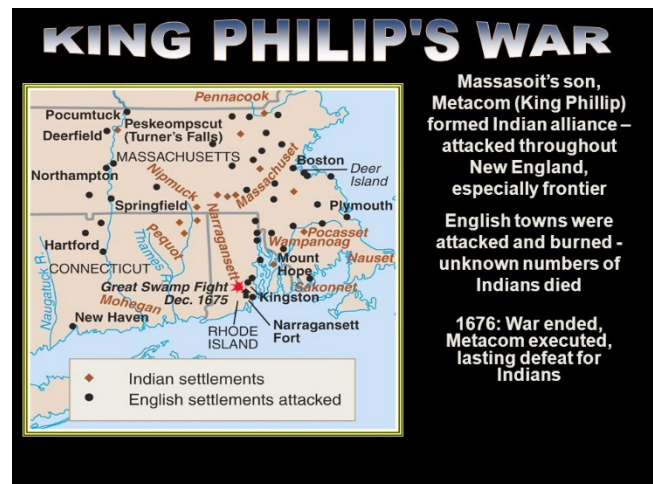 KING PHILIP'S WAR
Pennacook
Pocumtuck
Peskeompscut
Deerfield
(Turner's Falls)
MASSACHUSETTS
Boston
Deer
Island
Northampton
Nipmuck
Massachuset
Springfield
Plymouth
Pequot
Narragansett
Pocasset
Hartford
Thames R.
Wampanoag
Nauset
CONNECTICUT
Mount
Hope
Naugatuck R.
Great Swamp Fight
Dec. 1675
Sakonnet
Mohegan
Kingston
New Haven
Narragansett
Fort
RHODE
ISLAND
Indian settlements
English settlements attacked
Massasoit's son,
Metacom (King Phillip)
formed Indian alliance –
attacked throughout
New England,
especially frontier
English towns were
attacked and burned -
unknown numbers of
Indians died
1676: War ended,
Metacom executed,
lasting defeat for
Indians